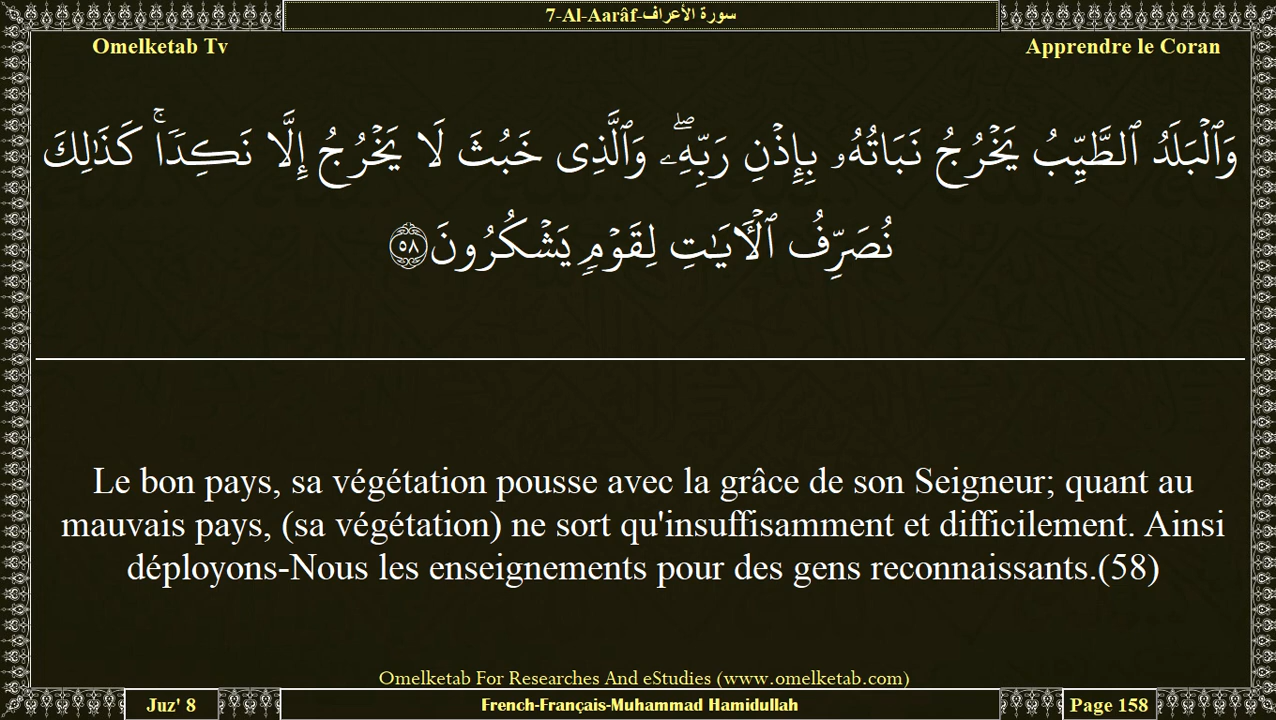 7-Al-Aarâf-سورة الأعراف
Omelketab Tv
Apprendre le Coran
وَٱلْبَلَدُ ٱلطَّيِّبُ يَخْرُجُ نَبَاتُهُۥ بِإِذْنِ رَبِّهِۦۖ وَٱلَّذِى خَبُثَ لَا يَخْرُجُ إِلَّا نَكِدًاۚ كَذَٰلِكَ
نُصَرِّفُ ٱلْـَٔايَـٰتِ لِقَوْمٍ يَشْكُرُونَ ٥٨
Le bon pays, sa végétation pousse avec la grâce de son Seigneur; quant au
mauvais pays, (sa végétation) ne sort qu'insuffisamment et difficilement. Ainsi
déployons-Nous les enseignements pour des gens reconnaissants.(58)
Omelketab For Researches And eStudies (www.omelketab.com)
Juz' 8
French-Français-Muhammad Hamidullah
Page 158